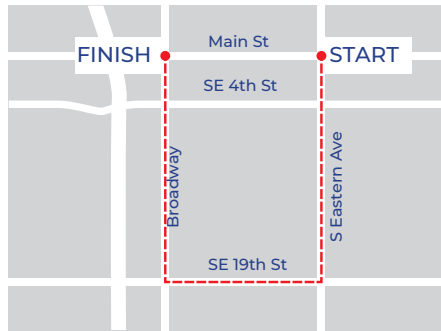 FINISH
Main St
START
SE 4th St
Broadway
S Eastern Ave
SE 19th St